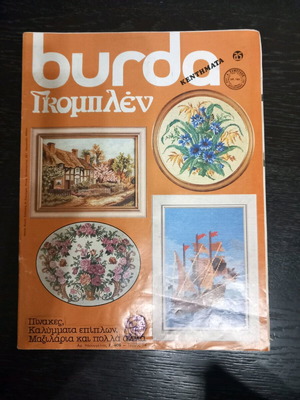 burda
ΚΕΝΤΗΜΑΤΑ
Γκομπλέν
Πίνακες,
Καλύμματα επίπλων,
Μαξιλάρια και πολλά άλλα